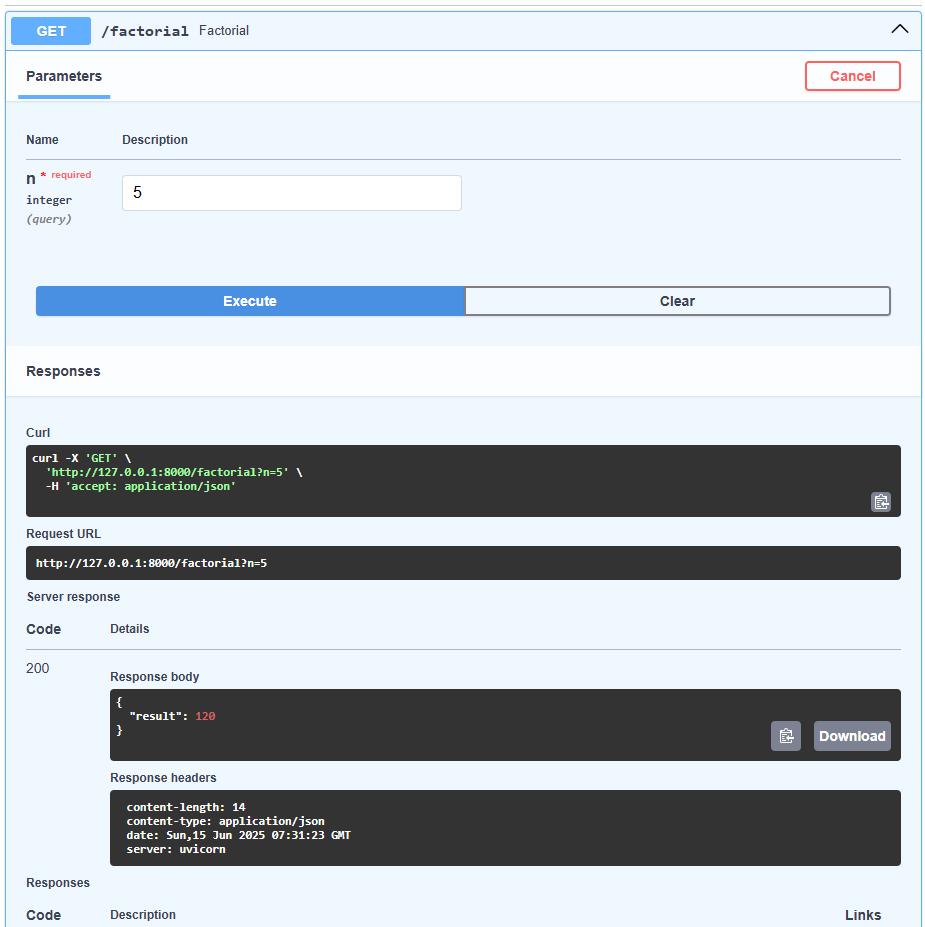 GET /factorial Factorial
Parameters Cancel
Name Description
n * required 5
integer
(query)
Execute Clear
Responses
Curl
curl -X 'GET' \
  'http://127.0.0.1:8000/factorial?n=5' \
  -H 'accept: application/json'
Request URL
http://127.0.0.1:8000/factorial?n=5
Server response
Code Details
200
Response body
{
  "result": 120
}
Download
Response headers
content-length: 14
content-type: application/json
date: Sun,15 Jun 2025 07:31:23 GMT
server: uvicorn
Responses
Code Description Links